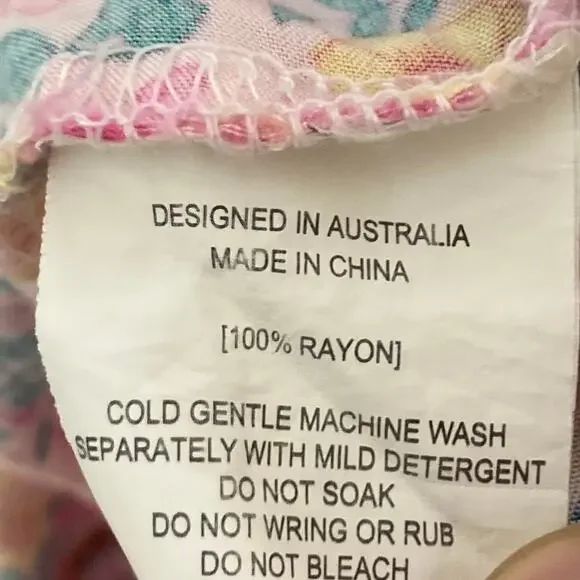 DESIGNED IN AUSTRALIA
MADE IN CHINA
[100% RAYON]
COLD GENTLE MACHINE WASH
SEPARATELY WITH MILD DETERGENT
DO NOT SOAK
DO NOT WRING OR RUB
DO NOT BLEACH